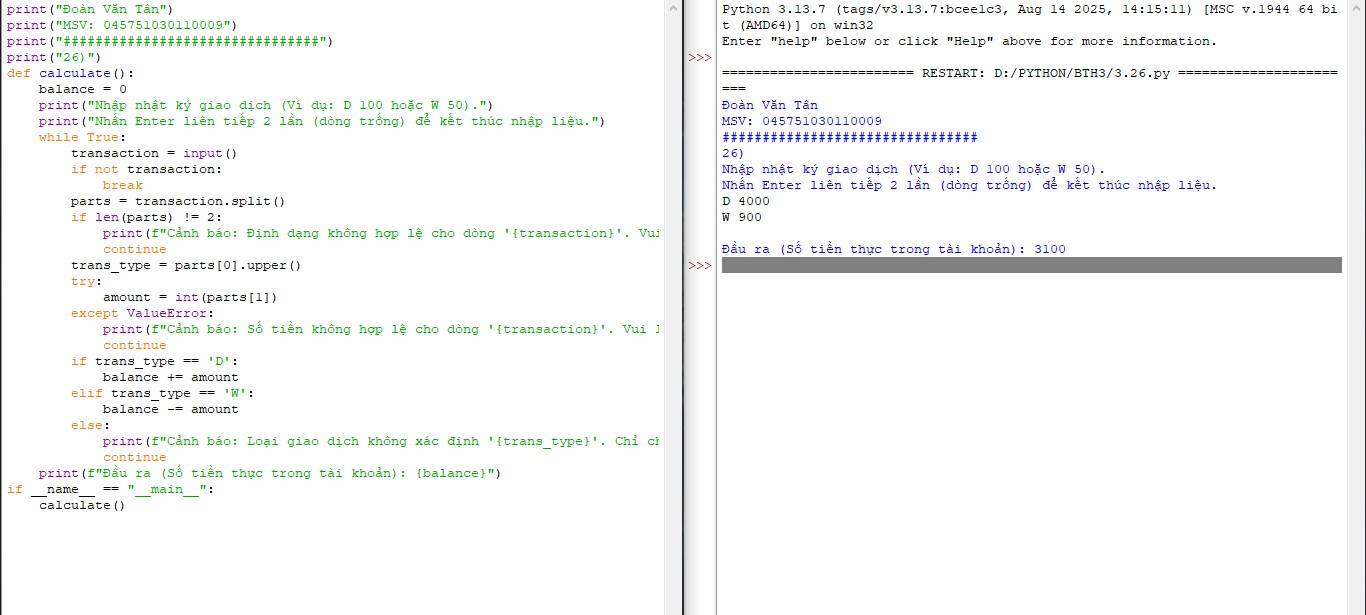 print("Đoàn Văn Tân")
print("MSV: 045751030110009")
print("################################")
print("26)")
def calculate():
    balance = 0
    print("Nhập nhật ký giao dịch (Ví dụ: D 100 hoặc W 50).")
    print("Nhấn Enter liên tiếp 2 lần (dòng trống) để kết thúc nhập liệu.")
    while True:
        transaction = input()
        if not transaction:
            break
        parts = transaction.split()
        if len(parts) != 2:
            print(f"Cảnh báo: Định dạng không hợp lệ cho dòng '{transaction}'. Vui
            continue
        trans_type = parts[0].upper()
        try:
            amount = int(parts[1])
        except ValueError:
            print(f"Cảnh báo: Số tiền không hợp lệ cho dòng '{transaction}'. Vui l
            continue
        if trans_type == 'D':
            balance += amount
        elif trans_type == 'W':
            balance -= amount
        else:
            print(f"Cảnh báo: Loại giao dịch không xác định '{trans_type}'. Chỉ ch
            continue
    print(f"Đầu ra (Số tiền thực trong tài khoản): {balance}")
if __name__ == "__main__":
    calculate()
Python 3.13.7 (tags/v3.13.7:bcee1c3, Aug 14 2025, 14:15:11) [MSC v.1944 64 bi
t (AMD64)] on win32
Enter "help" below or click "Help" above for more information.
>>>
======================== RESTART: D:/PYTHON/BTH3/3.26.py ====================
===
Đoàn Văn Tân
MSV: 045751030110009
################################
26)
Nhập nhật ký giao dịch (Ví dụ: D 100 hoặc W 50).
Nhấn Enter liên tiếp 2 lần (dòng trống) để kết thúc nhập liệu.
D 4000
W 900
Đầu ra (Số tiền thực trong tài khoản): 3100
>>>